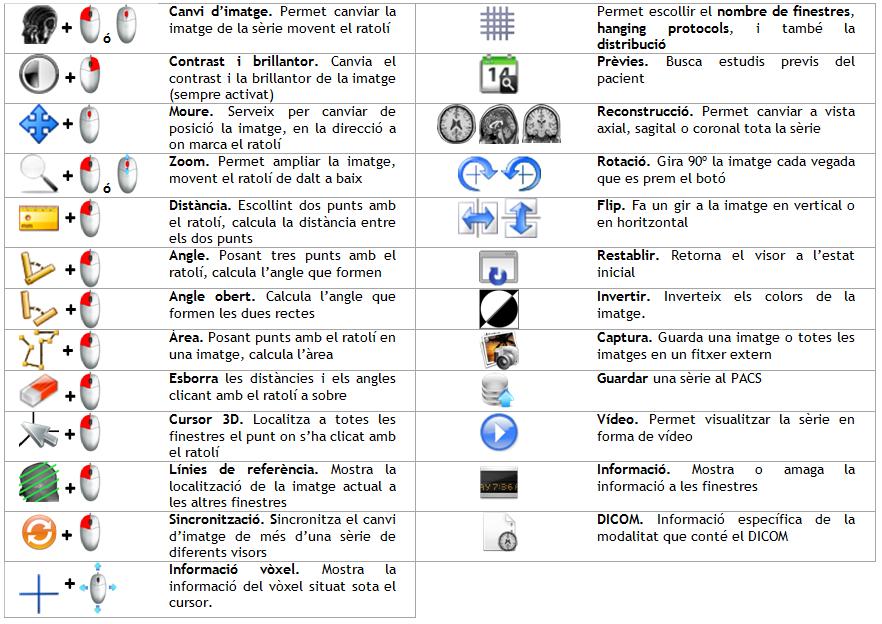 Canvi d’imatge. Permet canviar la
imatge de la sèrie movent el ratolí
ó
Contrast i brillantor. Canvia el
contrast i la brillantor de la imatge
(sempre activat)
Moure. Serveix per canviar de
posició la imatge, en la direcció a
on marca el ratolí
Zoom. Permet ampliar la imatge,
movent el ratolí de dalt a baix
ó
Distància. Escollint dos punts amb
el ratolí, calcula la distància entre
els dos punts
mm
Angle. Posant tres punts amb el
ratolí, calcula l’angle que formen
Angle obert. Calcula l’angle que
formen les dues rectes
Àrea. Posant punts amb el ratolí en
una imatge, calcula l’àrea
Esborra les distàncies i els angles
clicant amb el ratolí a sobre
Cursor 3D. Localitza a totes les
finestres el punt on s’ha clicat amb
el ratolí
Línies de referència. Mostra la
localització de la imatge actual a
les altres finestres
Sincronització. Sincronitza el canvi
d’imatge de més d’una sèrie de
diferents visors
Informació vòxel. Mostra la
informació del vòxel situat sota el
cursor.
Permet escollir el nombre de finestres,
hanging protocols, i també la
distribució
14
Prèvies. Busca estudis previs del
pacient
Reconstrucció. Permet canviar a vista
axial, sagital o coronal tota la sèrie
Rotació. Gira 90º la imatge cada vegada
que es prem el botó
Flip. Fa un gir a la imatge en vertical o
en horitzontal
Restablir. Retorna el visor a l’estat
inicial
Invertir. Inverteix els colors de la
imatge.
Captura. Guarda una imatge o totes les
imatges en un fitxer extern
Guardar una sèrie al PACS
Vídeo. Permet visualitzar la sèrie en
forma de vídeo
Informació. Mostra o amaga la
informació a les finestres
DICOM. Informació específica de la
modalitat que conté el DICOM